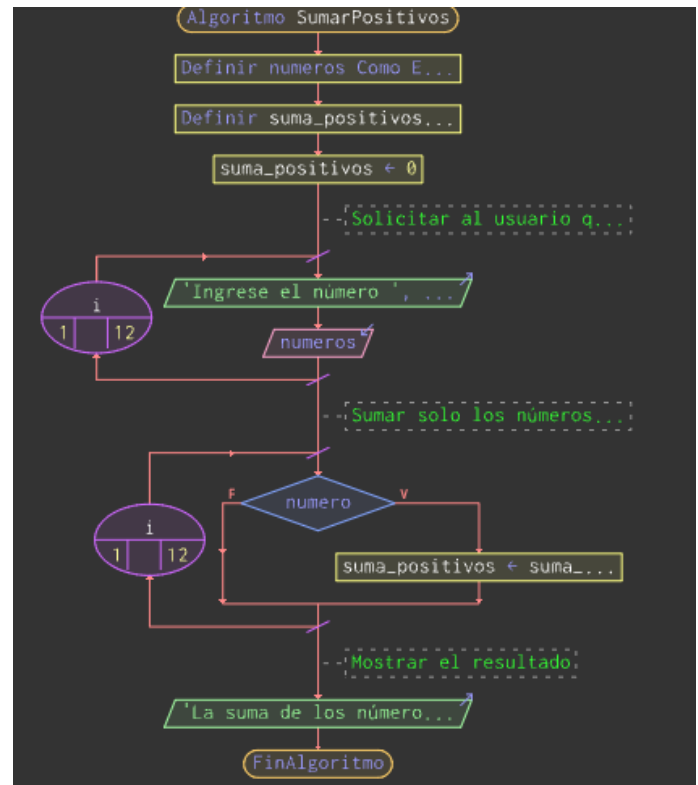 Algoritmo SumarPositivos
Definir numeros Como E...
Definir suma_positivos...
suma_positivos ← 0
Solicitar al usuario q...
i
1 12
'Ingrese el número ', ...
numeros
Sumar solo los números...
i
1 12
F
numero
V
suma_positivos ← suma_...
Mostrar el resultado
'La suma de los número...
FinAlgoritmo